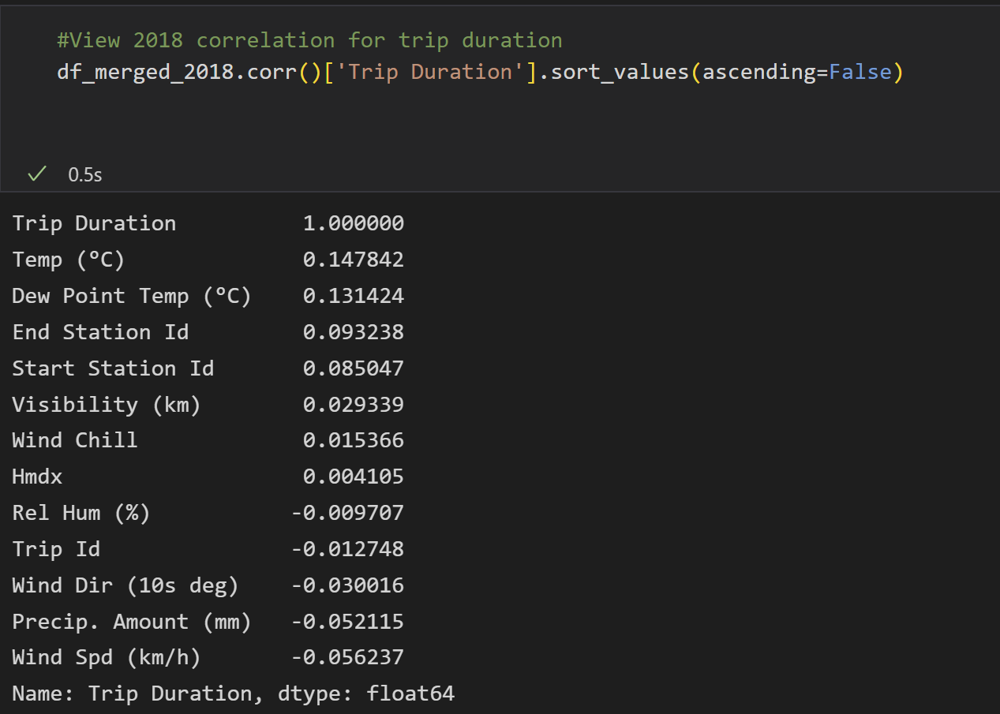 #View 2018 correlation for trip duration
df_merged_2018.corr()['Trip Duration'].sort_values(ascending=False)
0.5s
Trip Duration 1.000000
Temp (°C) 0.147842
Dew Point Temp (°C) 0.131424
End Station Id 0.093238
Start Station Id 0.085047
Visibility (km) 0.029339
Wind Chill 0.015366
Hmdx 0.004105
Rel Hum (%) -0.009707
Trip Id -0.012748
Wind Dir (10s deg) -0.030016
Precip. Amount (mm) -0.052115
Wind Spd (km/h) -0.056237
Name: Trip Duration, dtype: float64